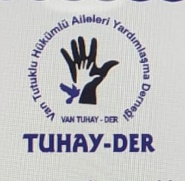 Van Tutuklu Hükümlü Aileleri Yardımlaşma Derneği
VAN TUHAY - DER
TUHAY-DER